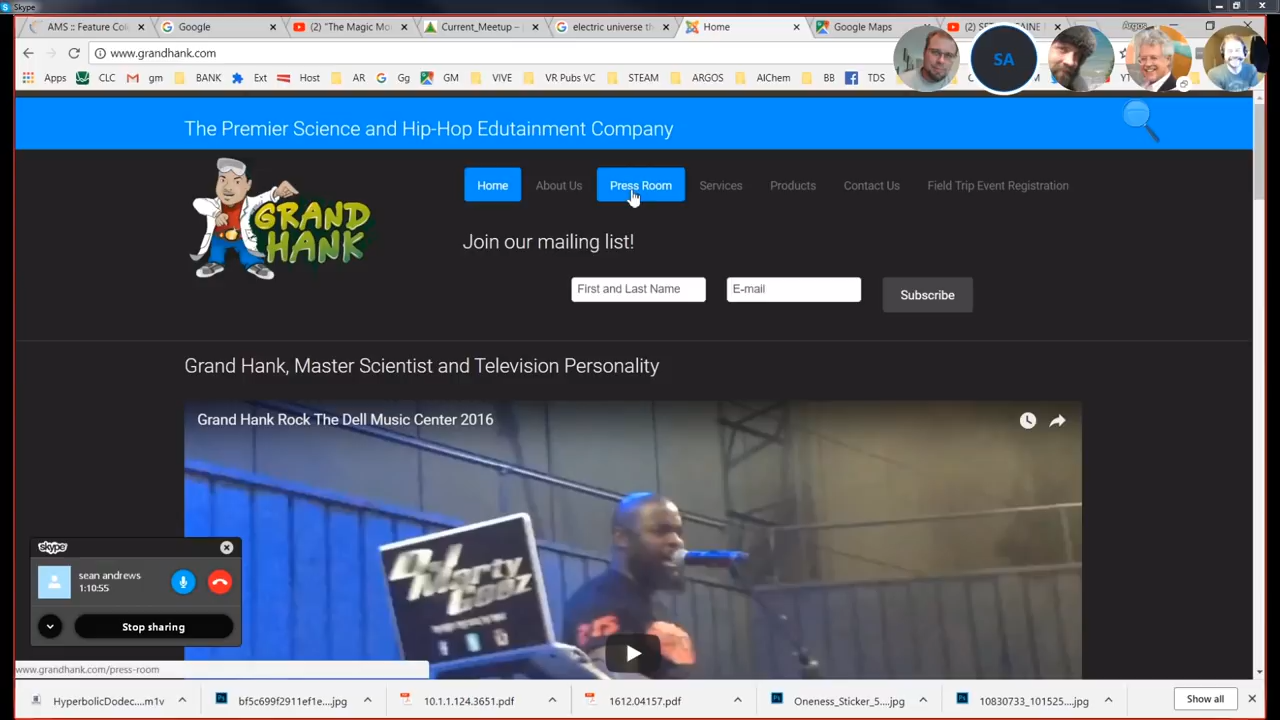 Skype
AMS :: Feature Col
Google
(2) "The Magic Mo
Current_Meetup –
electric universe th
Home
Google Maps
Argos
www.grandhank.com
Apps
CLC
gm
BANK
Ext
Host
AR
Gg
GM
VIVE
VR Pubs VC
STEAM
ARGOS
AIChem
BB
TDS
SA
The Premier Science and Hip-Hop Edutainment Company
GRAND
HANK
Home
About Us
Press Room
Services
Products
Contact Us
Field Trip Event Registration
Join our mailing list!
First and Last Name
E-mail
Subscribe
Grand Hank, Master Scientist and Television Personality
Grand Hank Rock The Dell Music Center 2016
DJ
Marty
Godz
skype
sean andrews
1:10:55
Stop sharing
www.grandhank.com/press-room
HyperbolicDodec....m1v
bf5c699f2911ef1e....jpg
10.1.1.124.3651.pdf
1612.04157.pdf
Oneness_Sticker_5....jpg
10830733_101525....jpg
Show all